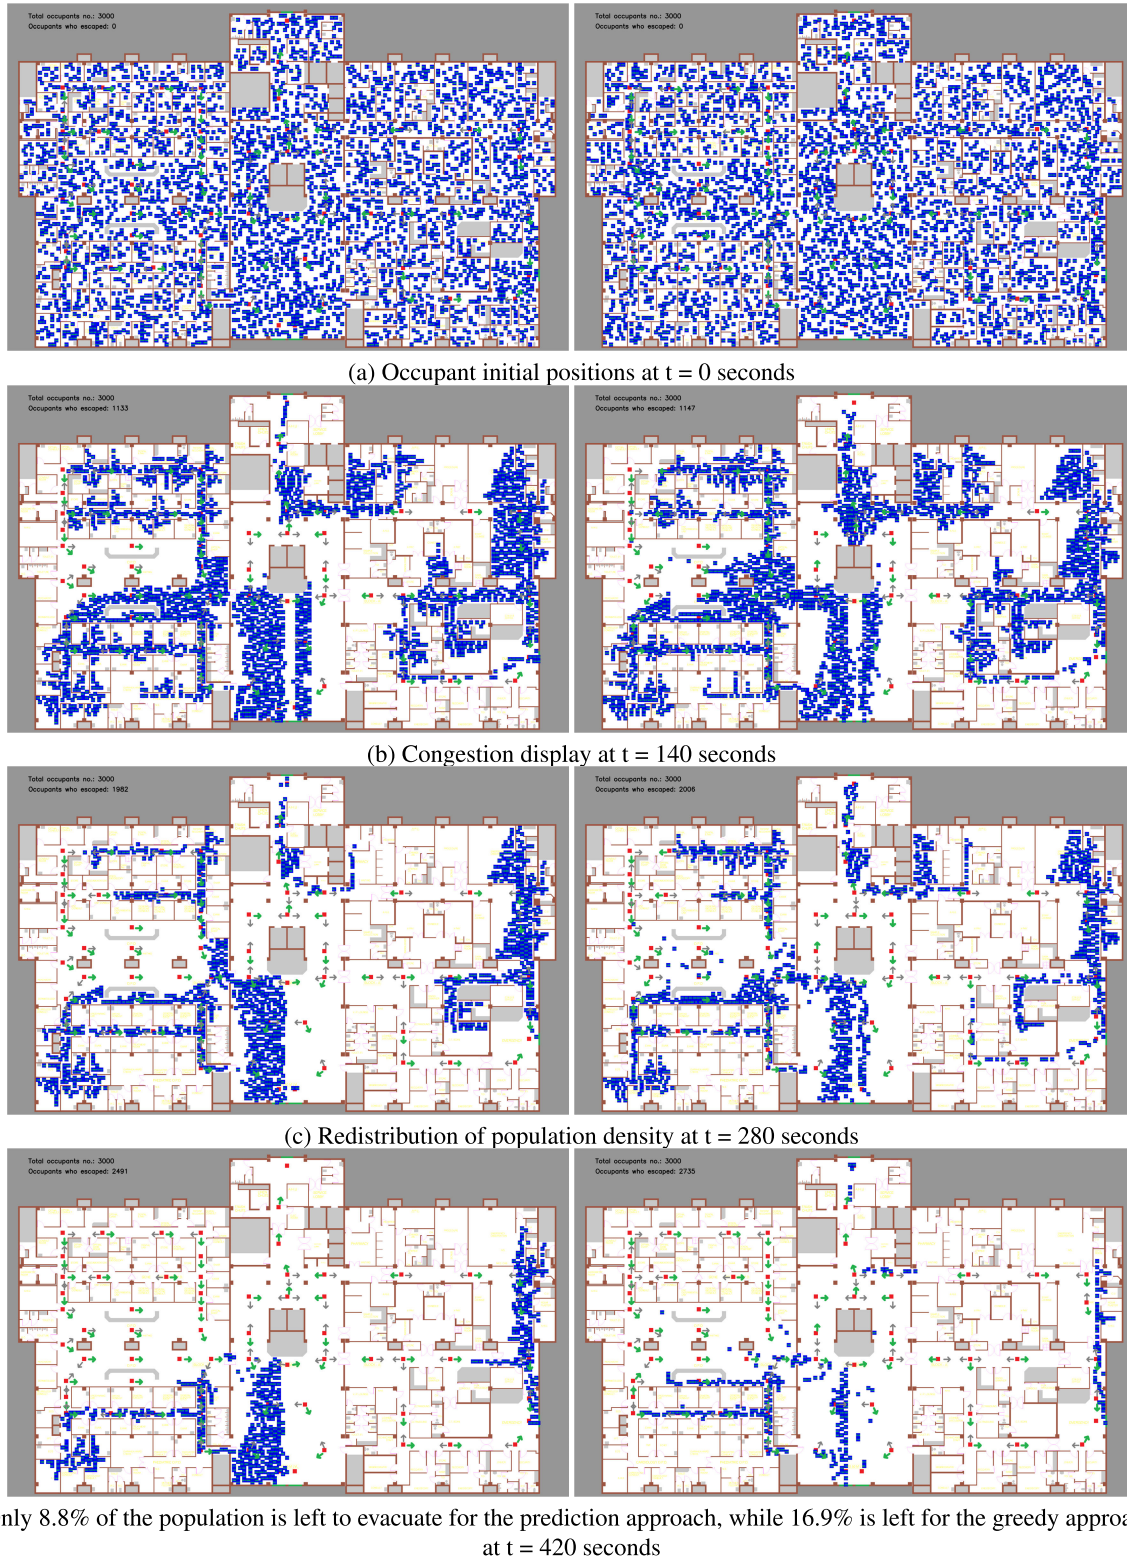 Total occupants no.: 3000
Occupants who escaped: 0
Total occupants no.: 3000
Occupants who escaped: 0
(a) Occupant initial positions at t = 0 seconds
Total occupants no.: 3000
Occupants who escaped: 1133
Total occupants no.: 3000
Occupants who escaped: 1147
(b) Congestion display at t = 140 seconds
Total occupants no.: 3000
Occupants who escaped: 1982
Total occupants no.: 3000
Occupants who escaped: 2006
(c) Redistribution of population density at t = 280 seconds
Total occupants no.: 3000
Occupants who escaped: 2491
Total occupants no.: 3000
Occupants who escaped: 2735
nly 8.8% of the population is left to evacuate for the prediction approach, while 16.9% is left for the greedy approa
at t = 420 seconds